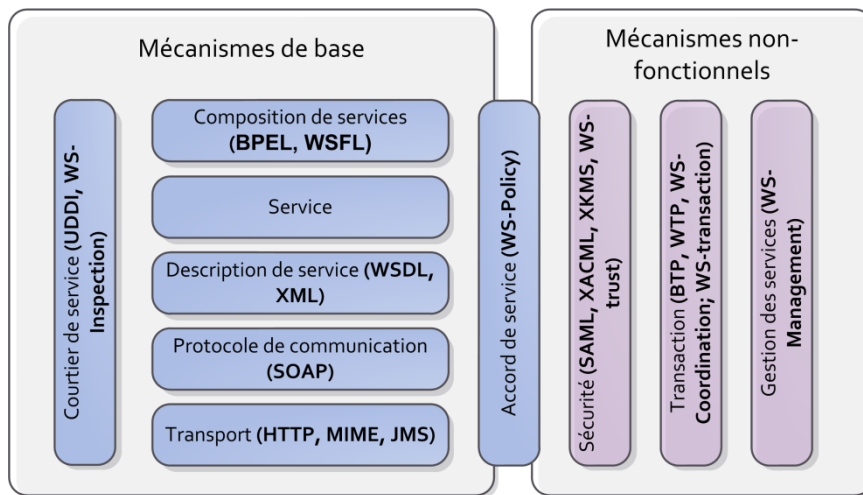 Mécanismes de base
Courtier de service (UDDI, WS-
Inspection)
Composition de services
(BPEL, WSFL)
Service
Description de service (WSDL,
XML)
Protocole de communication
(SOAP)
Transport (HTTP, MIME, JMS)
Accord de service (WS-Policy)
Mécanismes non-
fonctionnels
Sécurité (SAML, XACML, XKMS, WS-
trust)
Transaction (BTP, WTP, WS-
Coordination; WS-transaction)
Gestion des services (WS-
Management)